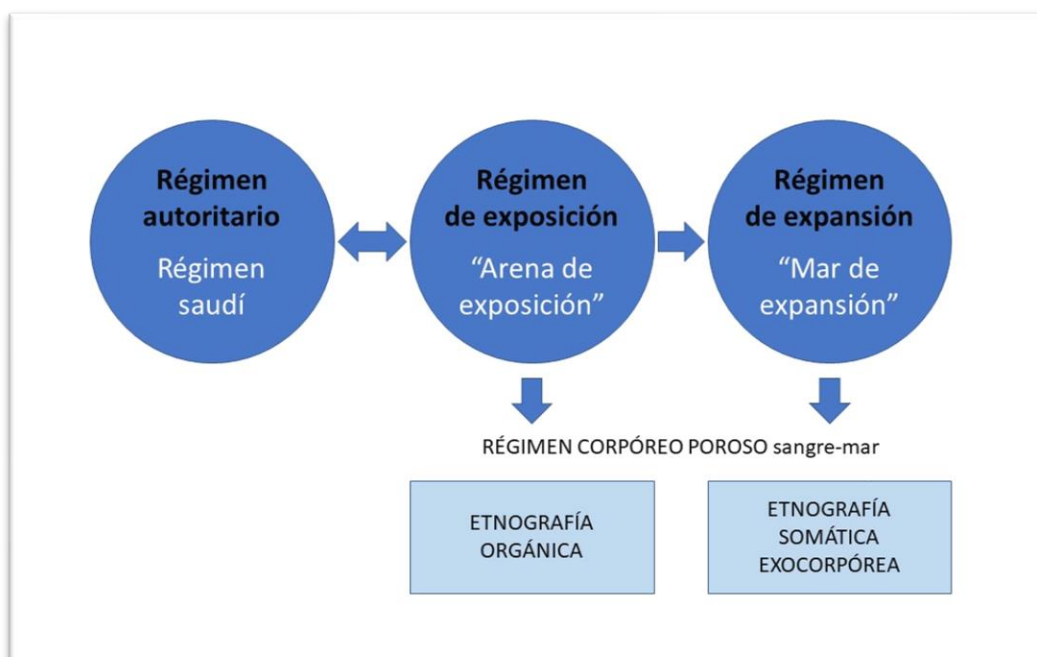 Régimen
autoritario
Régimen
saudí
Régimen
de exposición
“Arena de
exposición”
Régimen
de expansión
“Mar de
expansión”
RÉGIMEN CORPÓREO POROSO sangre-mar
ETNOGRAFÍA
ORGÁNICA
ETNOGRAFÍA
SOMÁTICA
EXOCORPÓREA